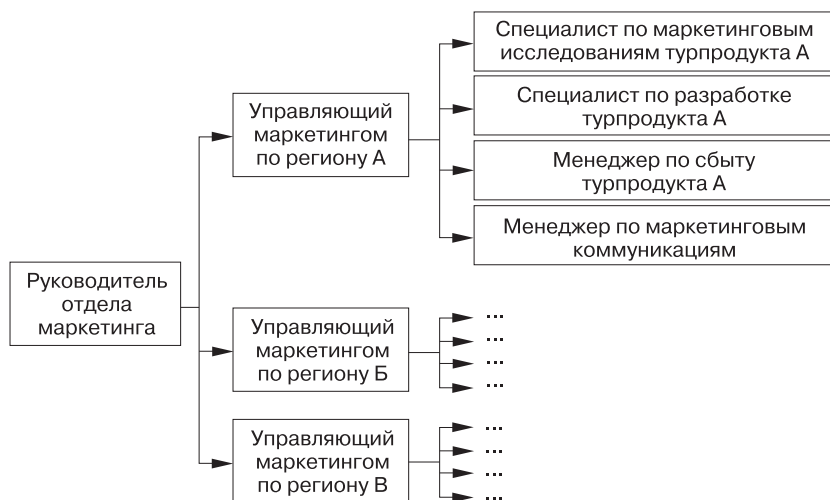 Специалист по маркетинговым
исследованиям турпродукта А
Специалист по разработке
турпродукта А
Менеджер по сбыту
турпродукта А
Менеджер по маркетинговым
коммуникациям
Управляющий
маркетингом
по региону А
Руководитель
отдела
маркетинга
Управляющий
маркетингом
по региону Б
...
...
...
...
Управляющий
маркетингом
по региону В
...
...
...
...